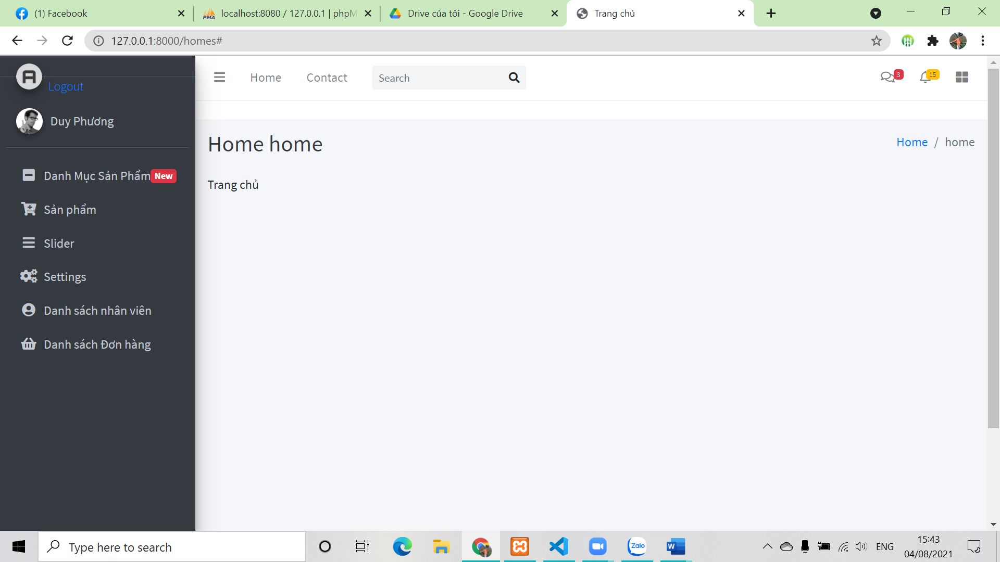 (1) Facebook
localhost:8080 / 127.0.0.1 | phpM
Drive của tôi - Google Drive
Trang chủ
127.0.0.1:8000/homes#
Logout
Duy Phương
Danh Mục Sản Phẩm New
Sản phẩm
Slider
Settings
Danh sách nhân viên
Danh sách Đơn hàng
Home
Contact
Search
3
15
Home home
Home / home
Trang chủ
Type here to search
Zalo
W
ENG
15:43
04/08/2021